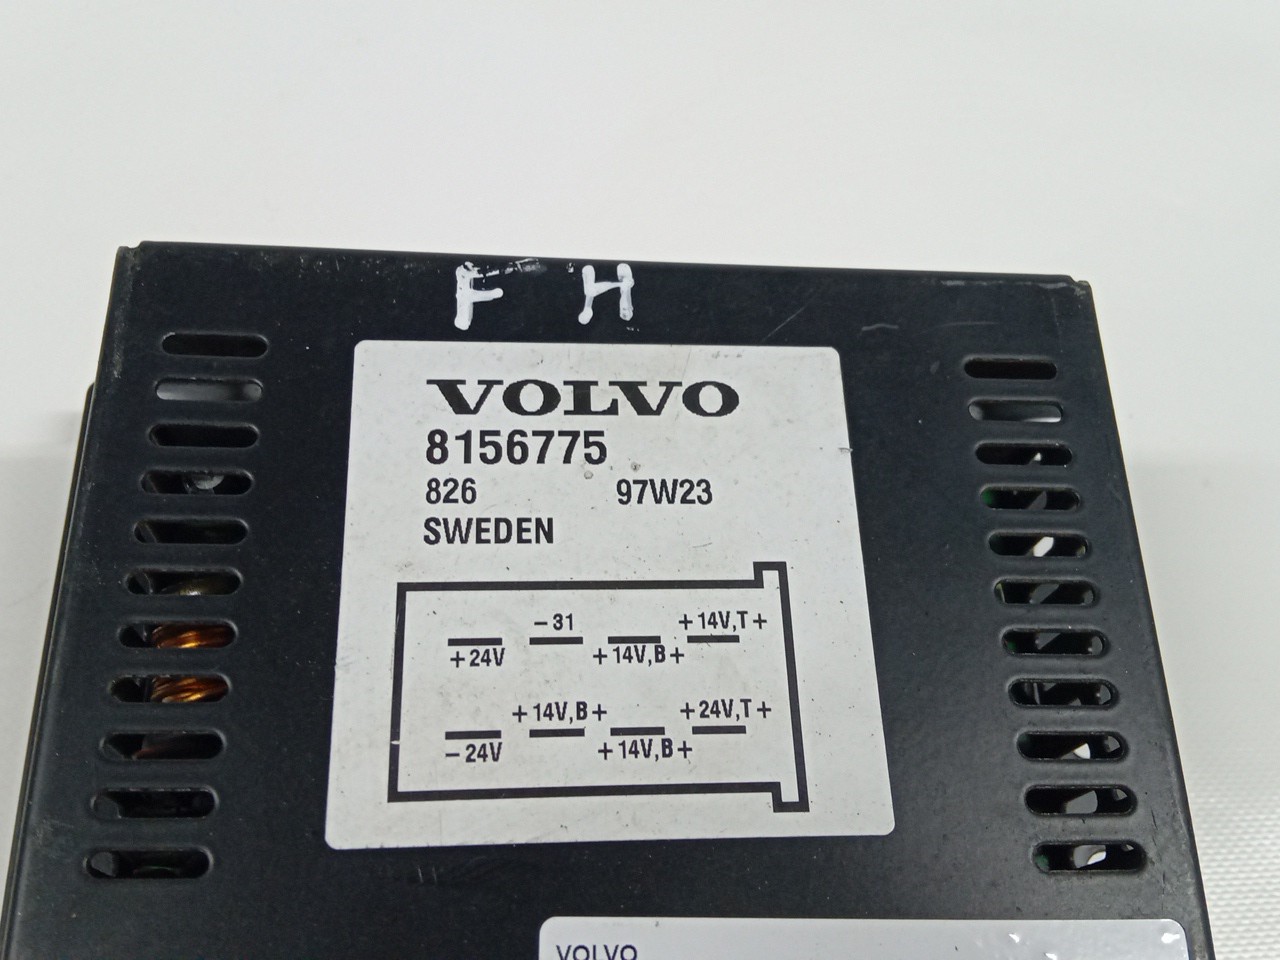 F H
VOLVO
8156775
826 97W23
SWEDEN
-31 +14V,T+
+24V +14V,B+
+14V,B+ +24V,T+
-24V +14V,B+
VOLVO